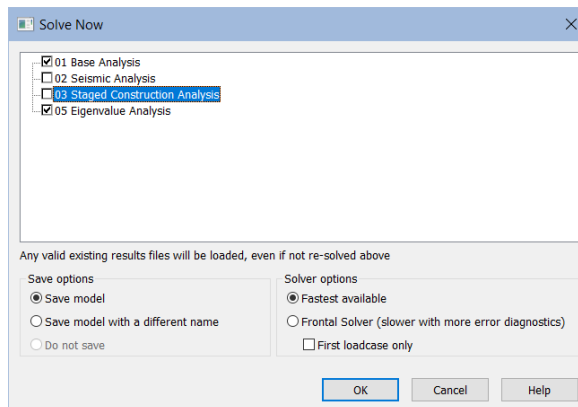 Solve Now
01 Base Analysis
02 Seismic Analysis
03 Staged Construction Analysis
05 Eigenvalue Analysis
Any valid existing results files will be loaded, even if not re-solved above
Save options
Save model
Save model with a different name
Do not save
Solver options
Fastest available
Frontal Solver (slower with more error diagnostics)
First loadcase only
OK Cancel Help